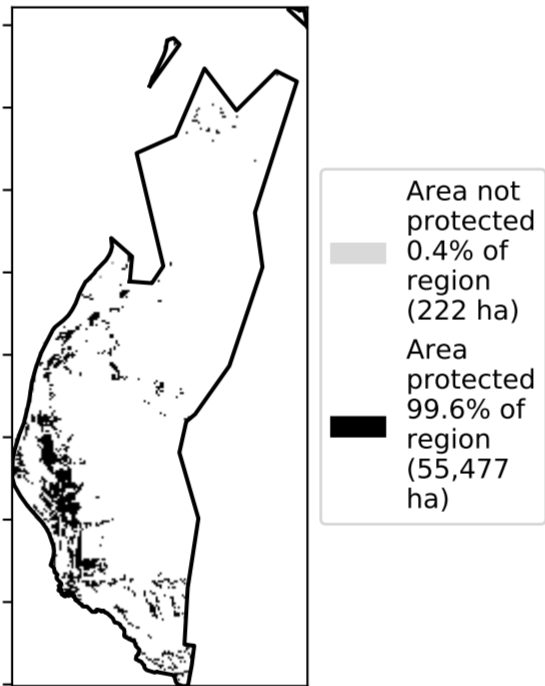 Area not
protected
0.4% of
region
(222 ha)
Area
protected
99.6% of
region
(55,477
ha)